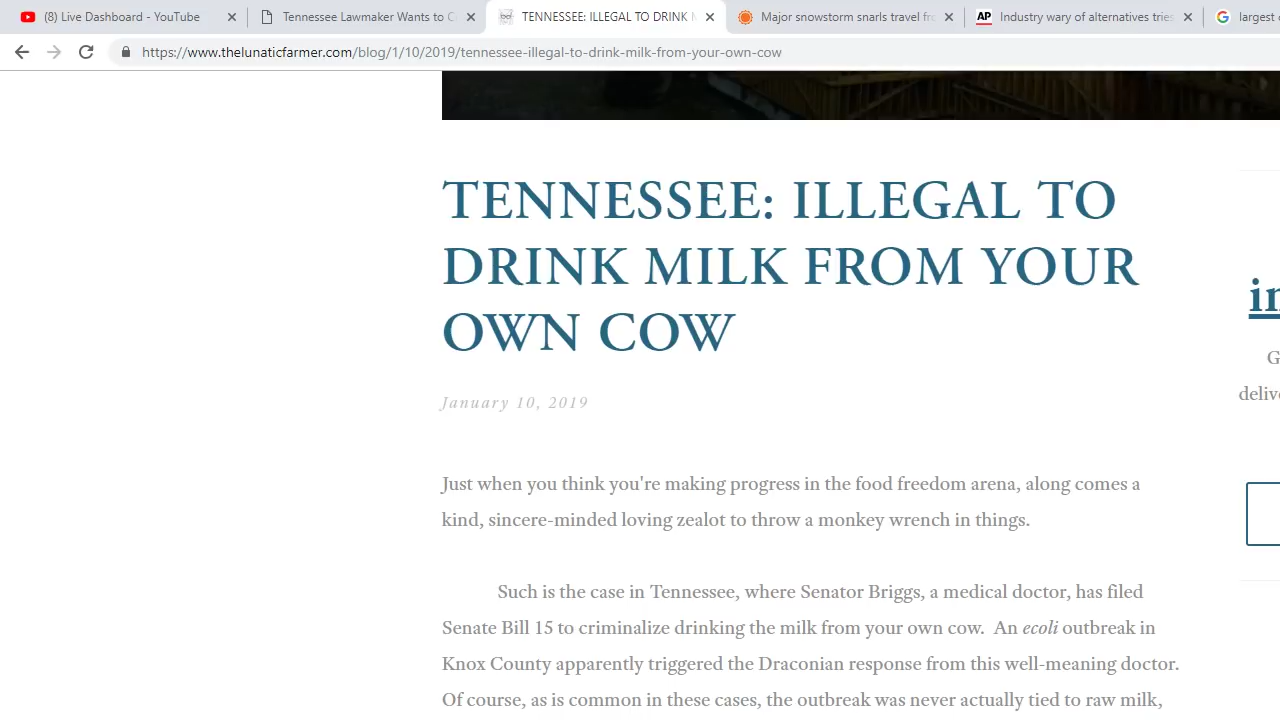 (8) Live Dashboard - YouTube
Tennessee Lawmaker Wants to C
TENNESSEE: ILLEGAL TO DRINK M
Major snowstorm snarls travel fr
AP Industry wary of alternatives tries
largest
https://www.thelunaticfarmer.com/blog/1/10/2019/tennessee-illegal-to-drink-milk-from-your-own-cow
TENNESSEE: ILLEGAL TO
DRINK MILK FROM YOUR
OWN COW
January 10, 2019
in
G
deliv
Just when you think you're making progress in the food freedom arena, along comes a
kind, sincere-minded loving zealot to throw a monkey wrench in things.
Such is the case in Tennessee, where Senator Briggs, a medical doctor, has filed
Senate Bill 15 to criminalize drinking the milk from your own cow. An ecoli outbreak in
Knox County apparently triggered the Draconian response from this well-meaning doctor.
Of course, as is common in these cases, the outbreak was never actually tied to raw milk,